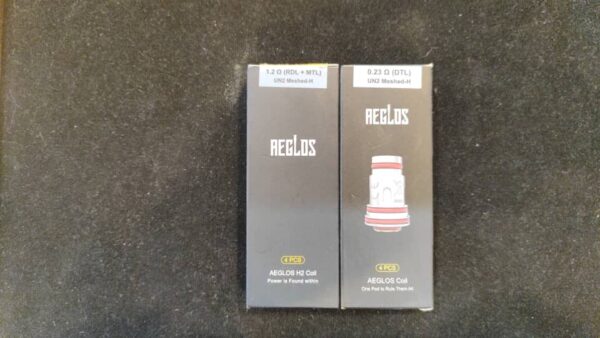 1.2 Ω (RDL + MTL)
UN2 Meshed-H
AEGLOS
4 PCS
AEGLOS H2 Coil
Power is Found within
0.23 Ω (DTL)
UN2 Meshed-H
AEGLOS
4 PCS
AEGLOS Coil
One Pod to Rule Them All